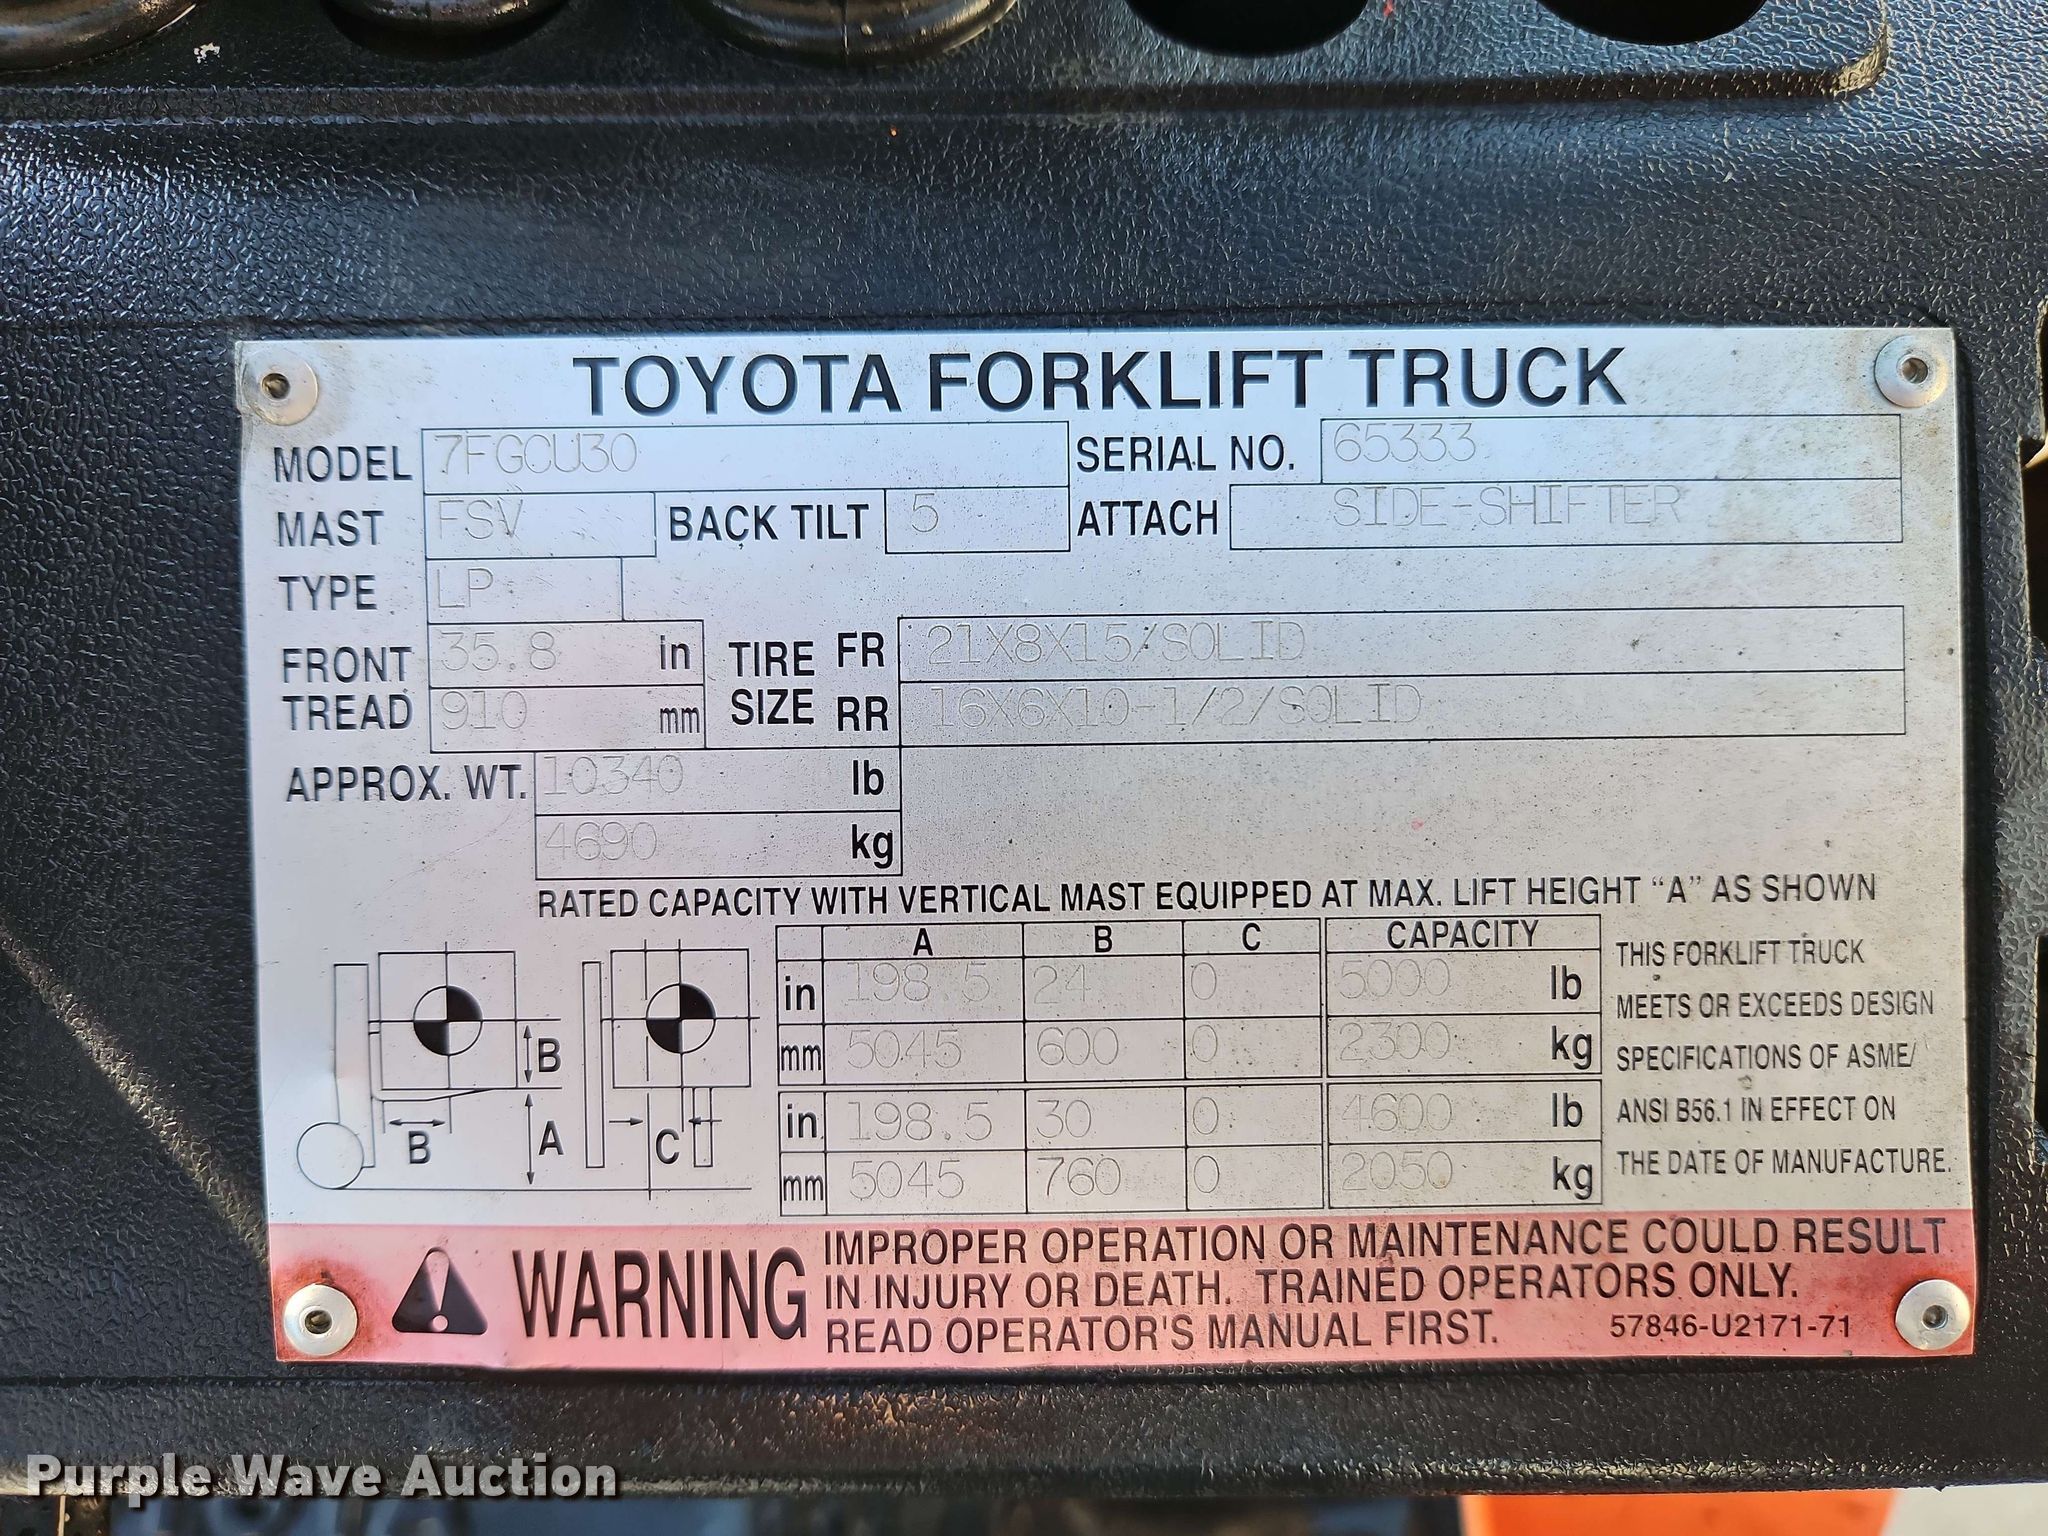 TOYOTA FORKLIFT TRUCK
MODEL 7FGCU30 SERIAL NO. 65333
MAST FSV BACK TILT 5 ATTACH SIDE-SHIFTER
TYPE LP
FRONT TREAD 35.8 in TIRE SIZE FR 21X8X15/SOLID
910 mm RR 16X6X10-1/2/SOLID
APPROX. WT. 10340 lb
4690 kg
RATED CAPACITY WITH VERTICAL MAST EQUIPPED AT MAX. LIFT HEIGHT “A” AS SHOWN
A B C CAPACITY
in 198.5 24 0 5000 lb
mm 5045 600 0 2300 kg
in 198.5 30 0 4600 lb
mm 5045 760 0 2050 kg
B
B
A
C
THIS FORKLIFT TRUCK
MEETS OR EXCEEDS DESIGN
SPECIFICATIONS OF ASME/
ANSI B56.1 IN EFFECT ON
THE DATE OF MANUFACTURE.
WARNING
IMPROPER OPERATION OR MAINTENANCE COULD RESULT
IN INJURY OR DEATH. TRAINED OPERATORS ONLY.
READ OPERATOR'S MANUAL FIRST. 57846-U2171-71
Purple Wave Auction